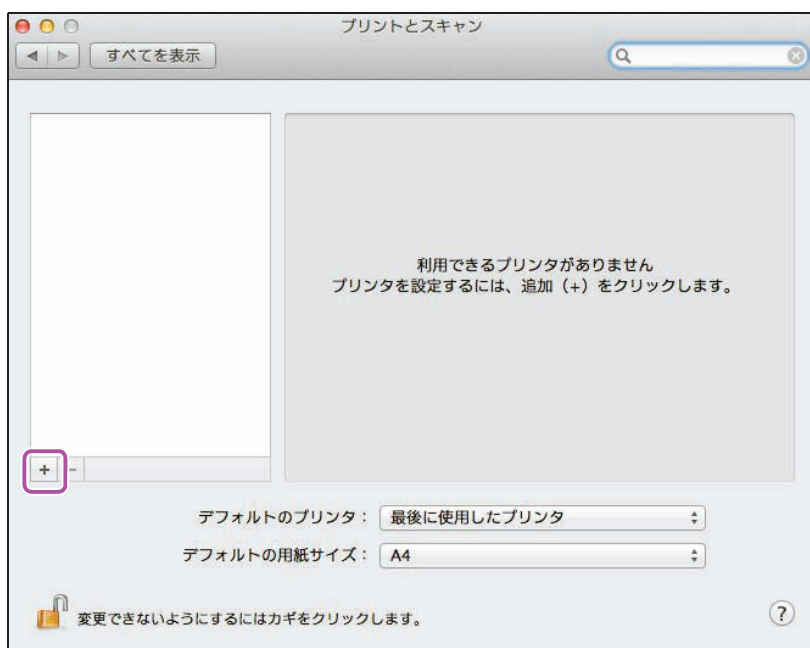 プリントとスキャン
すべてを表示
利用できるプリンタがありません
プリンタを設定するには、追加（+）をクリックします。
+ −
デフォルトのプリンタ： 最後に使用したプリンタ
デフォルトの用紙サイズ： A4
変更できないようにするにはカギをクリックします。 ?